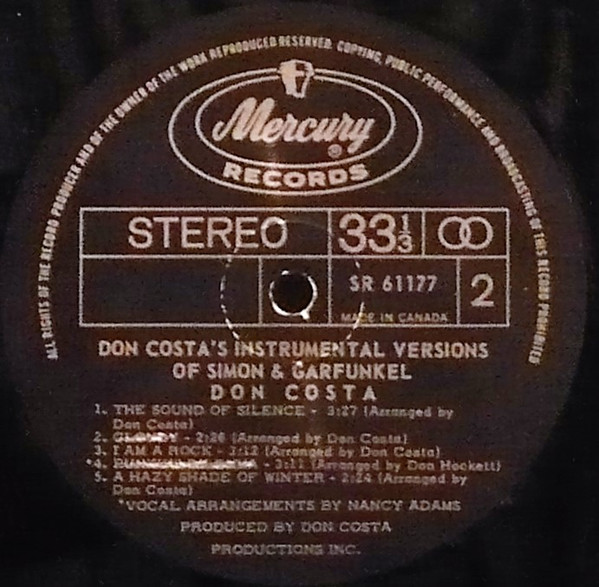 ALL RIGHTS OF THE RECORD PRODUCER AND OF THE OWNER OF THE WORK REPRODUCED RESERVED. COPYING, PUBLIC PERFORMANCE AND BROADCASTING OF THIS RECORD PROHIBITED
Mercury ®
RECORDS
STEREO 33 1/3
SR 61177 2
MADE IN CANADA
DON COSTA'S INSTRUMENTAL VERSIONS
OF SIMON & GARFUNKEL
DON COSTA
1. THE SOUND OF SILENCE - 3:27 (Arranged by
Don Costa)
2. - 2:26 (Arranged by Don Costa)
3. I AM A ROCK - 3:12 (Arranged by Don Costa)
*4. - 3:11 (Arranged by Don Hockett)
5. A HAZY SHADE OF WINTER - 2:24 (Arranged by
Don Costa)
*VOCAL ARRANGEMENTS BY NANCY ADAMS
PRODUCED BY DON COSTA
PRODUCTIONS INC.